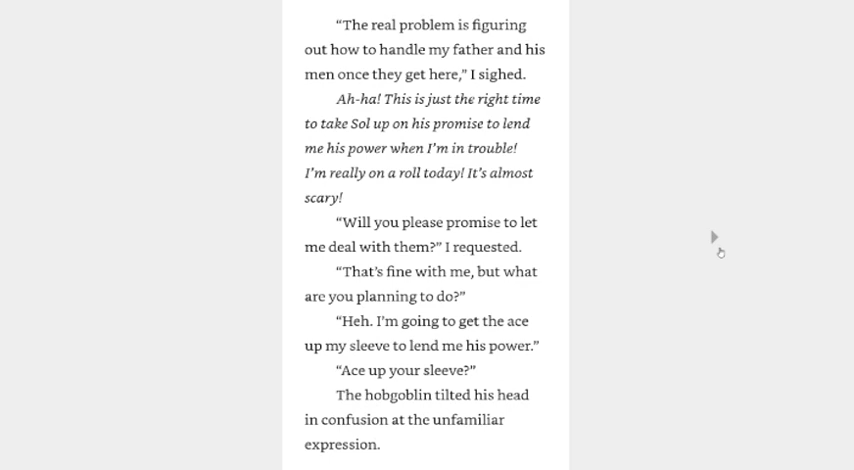 “The real problem is figuring
out how to handle my father and his
men once they get here,” I sighed.
Ah-ha! This is just the right time
to take Sol up on his promise to lend
me his power when I’m in trouble!
I’m really on a roll today! It’s almost
scary!
“Will you please promise to let
me deal with them?” I requested.
“That’s fine with me, but what
are you planning to do?”
“Heh. I’m going to get the ace
up my sleeve to lend me his power.”
“Ace up your sleeve?”
The hobgoblin tilted his head
in confusion at the unfamiliar
expression.